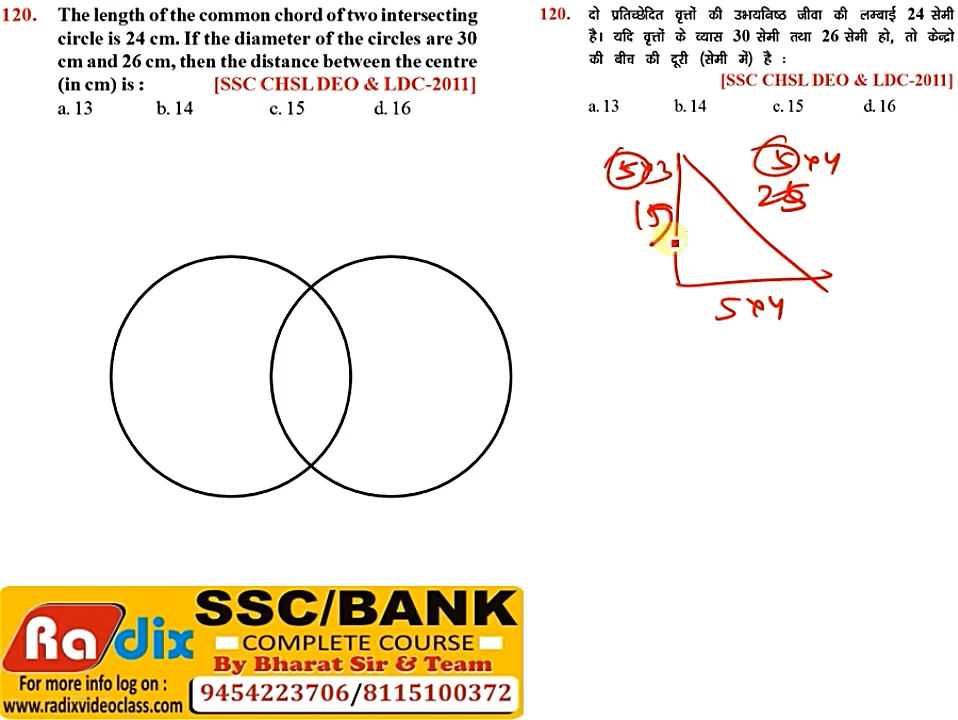 120. The length of the common chord of two intersecting
circle is 24 cm. If the diameter of the circles are 30
cm and 26 cm, then the distance between the centre
(in cm) is : [SSC CHSL DEO & LDC-2011]
a. 13 b. 14 c. 15 d. 16
120. दो प्रतिच्छेदित वृत्तों की उभयनिष्ठ जीवा की लम्बाई 24 सेमी
है। यदि वृत्तों के व्यास 30 सेमी तथा 26 सेमी हो, तो केन्द्रो
की बीच की दूरी (सेमी में) है :
[SSC CHSL DEO & LDC-2011]
a. 13 b. 14 c. 15 d. 16
5×3 5×4
15 25
5×4
Radix
For more info log on :
www.radixvideoclass.com
SSC/BANK
COMPLETE COURSE
By Bharat Sir & Team
9454223706/8115100372